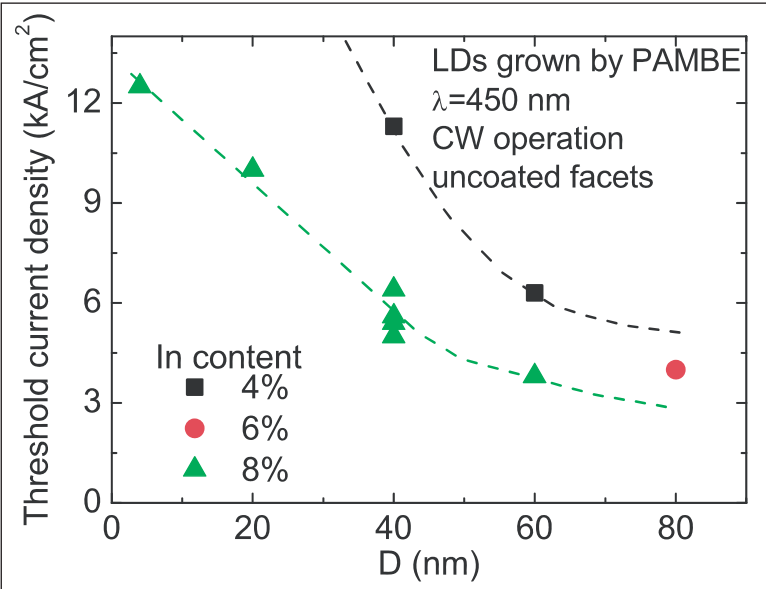 Threshold current density (kA/cm²)
12
9
6
3
0
LDs grown by PAMBE
λ=450 nm
CW operation
uncoated facets
In content
4%
6%
8%
0 20 40 60 80
D (nm)